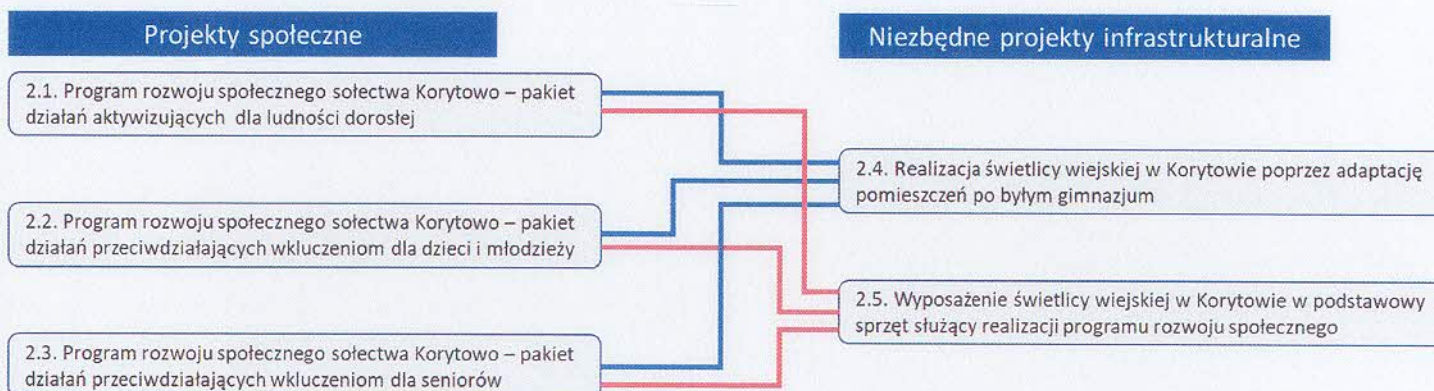 Projekty społeczne
2.1. Program rozwoju społecznego sołectwa Korytowo – pakiet
działań aktywizujących dla ludności dorosłej
2.2. Program rozwoju społecznego sołectwa Korytowo – pakiet
działań przeciwdziałających wkluczeniom dla dzieci i młodzieży
2.3. Program rozwoju społecznego sołectwa Korytowo – pakiet
działań przeciwdziałających wkluczeniom dla seniorów
Niezbędne projekty infrastrukturalne
2.4. Realizacja świetlicy wiejskiej w Korytowie poprzez adaptację
pomieszczeń po byłym gimnazjum
2.5. Wyposażenie świetlicy wiejskiej w Korytowie w podstawowy
sprzęt służący realizacji programu rozwoju społecznego